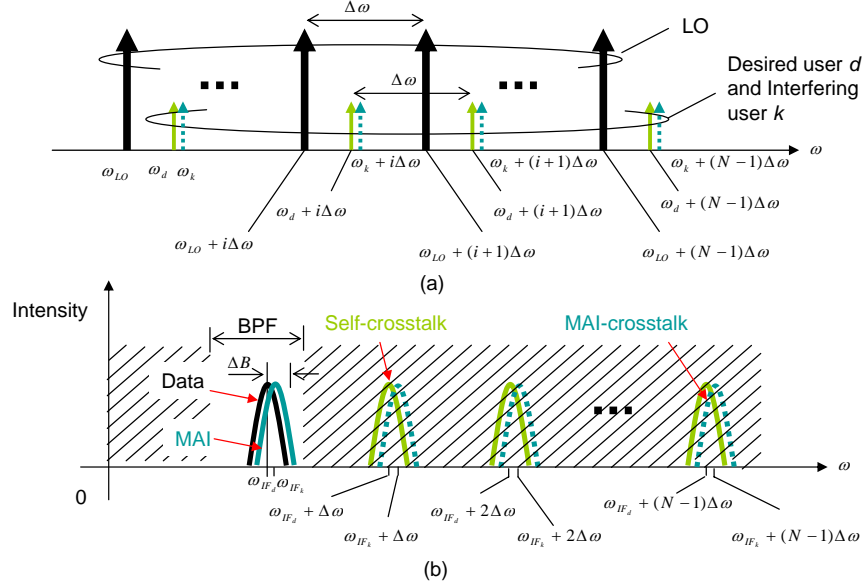 Δω
LO
Desired user d
and Interfering
user k
Δω
ω
ω_LO
ω_d
ω_k
ω_k + iΔω
ω_k + (i+1)Δω
ω_k + (N−1)Δω
ω_d + iΔω
ω_d + (i+1)Δω
ω_d + (N−1)Δω
ω_LO + iΔω
ω_LO + (i+1)Δω
ω_LO + (N−1)Δω
(a)
Intensity
BPF
Self-crosstalk
MAI-crosstalk
ΔB
Data
MAI
ω
0
ω_IF_d
ω_IF_k
ω_IF_d + Δω
ω_IF_k + Δω
ω_IF_d + 2Δω
ω_IF_k + 2Δω
ω_IF_d + (N−1)Δω
ω_IF_k + (N−1)Δω
(b)